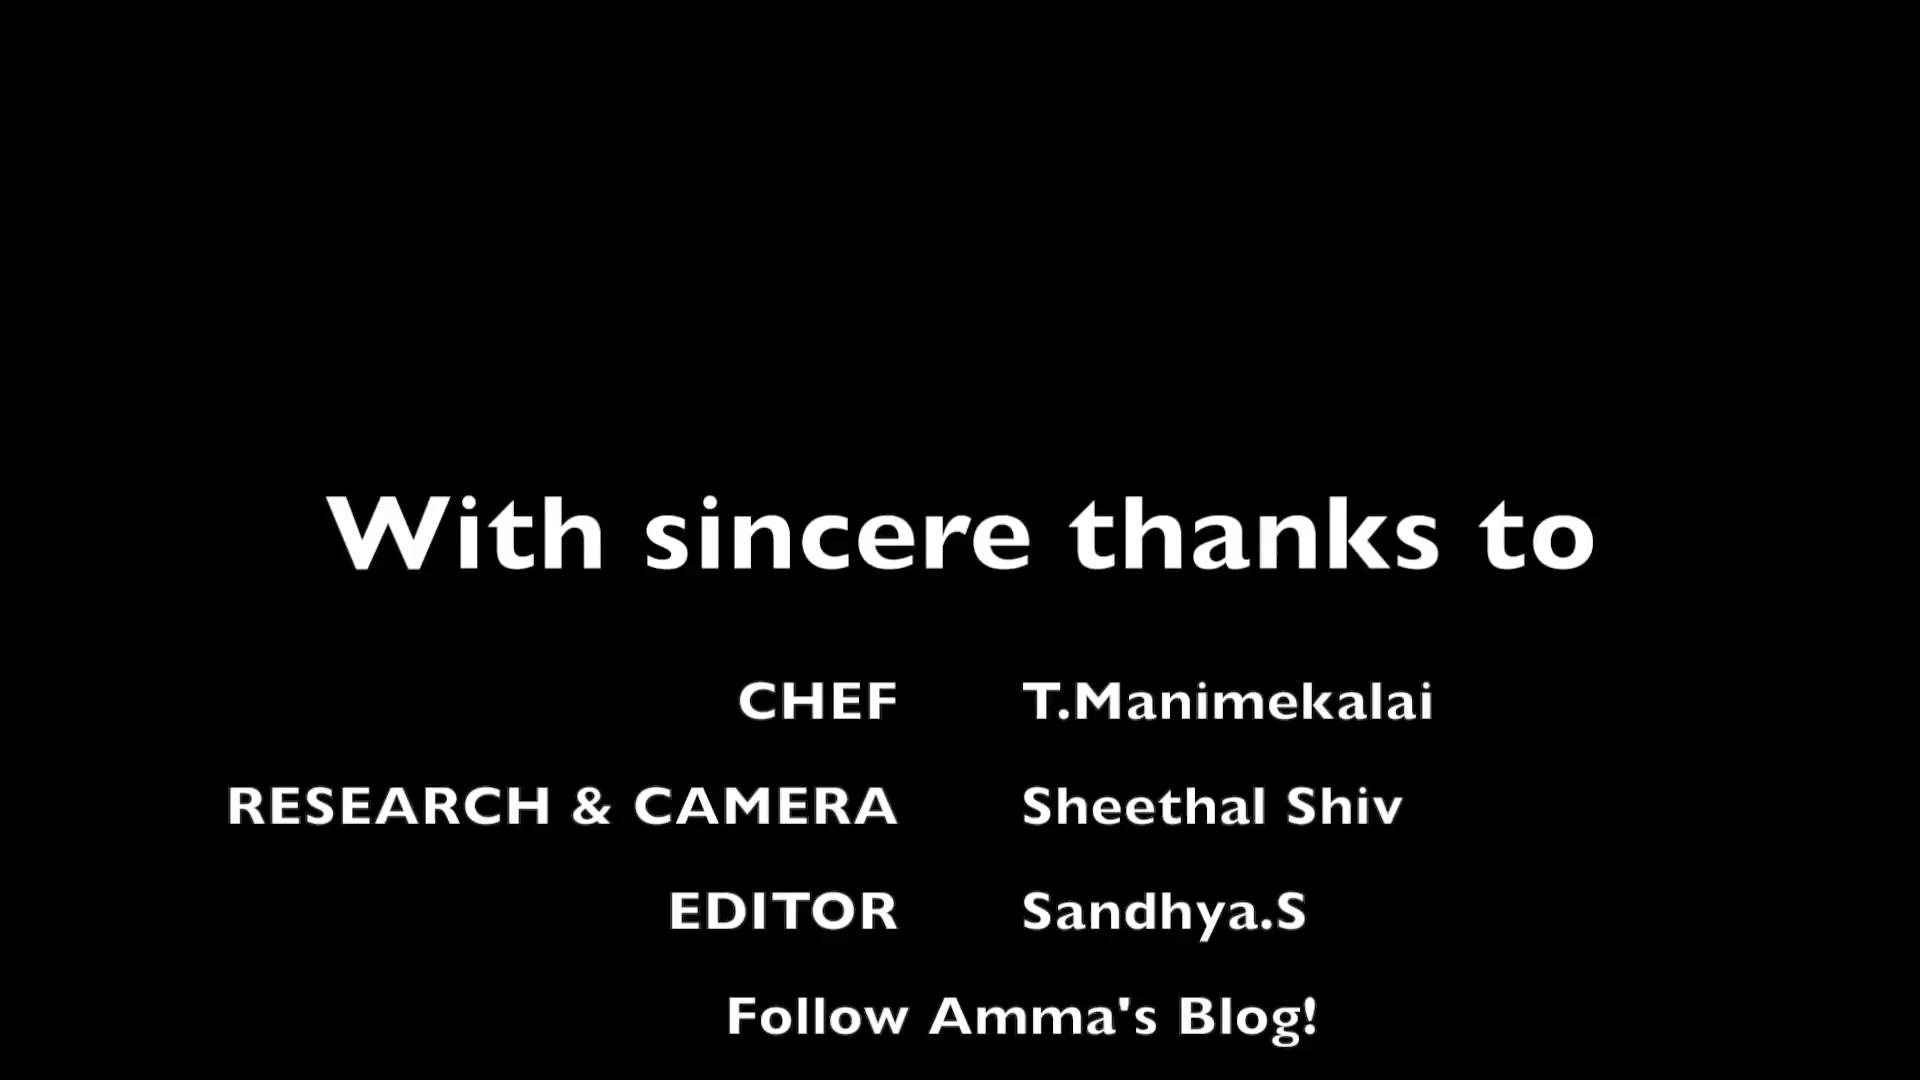 With sincere thanks to
CHEF T.Manimekalai
RESEARCH & CAMERA Sheethal Shiv
EDITOR Sandhya.S
Follow Amma's Blog!